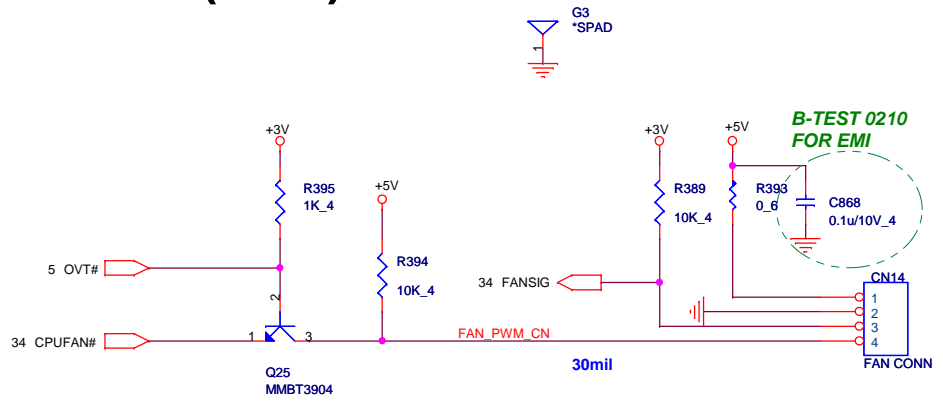 G3
*SPAD
1
B-TEST 0210
FOR EMI
+3V
+5V
+3V
+5V
R395
1K_4
R394
10K_4
R389
10K_4
R393
0_6
C868
0.1u/10V_4
5 OVT#
34 FANSIG
CN14
1
2
3
4
2
34 CPUFAN#
1
3
FAN_PWM_CN
30mil
FAN CONN
Q25
MMBT3904